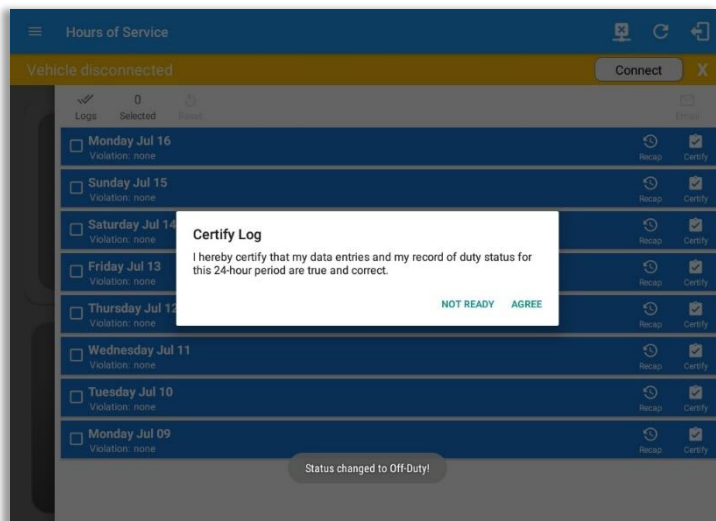 Hours of Service
Vehicle disconnected
Connect
X
0
Logs
Selected
Reset
Email
Monday Jul 16
Violation: none
Recap
Certify
Sunday Jul 15
Violation: none
Recap
Certify
Saturday Jul 14
Violation: none
Recap
Certify
Friday Jul 13
Violation: none
Recap
Certify
Thursday Jul 12
Violation: none
Recap
Certify
Certify Log
I hereby certify that my data entries and my record of duty status for
this 24-hour period are true and correct.
NOT READY
AGREE
Wednesday Jul 11
Violation: none
Recap
Certify
Tuesday Jul 10
Violation: none
Recap
Certify
Monday Jul 09
Violation: none
Recap
Certify
Status changed to Off-Duty!